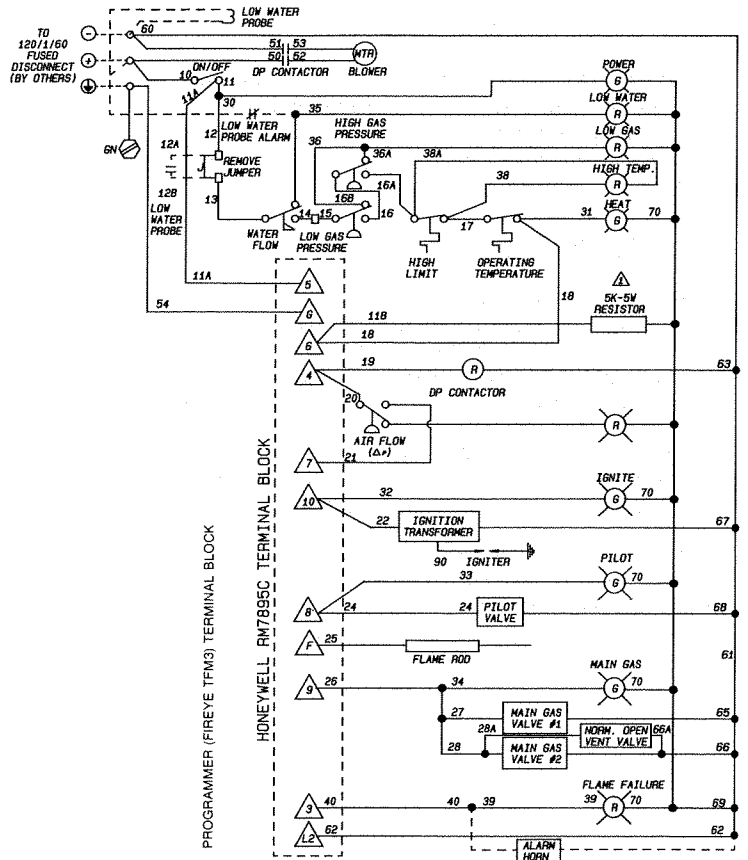 LOW WATER
PROBE
60
TO
120/1/60
FUSED
DISCONNECT
(BY OTHERS)
51 53
50 52
MTR
BLOWER
DP CONTACTOR
ON/OFF
10
11
11A
30
POWER
G
LOW WATER
R
35
LOW WATER
PROBE ALARM
HIGH GAS
PRESSURE
LOW GAS
R
36
36A
38A
HIGH TEMP.
R
38
GN
12A
12
REMOVE
JUMPER
J
12B
LOW
WATER
PROBE
13
16A
16B
16
14
15
WATER
FLOW
LOW GAS
PRESSURE
HIGH
LIMIT
17
OPERATING
TEMPERATURE
HEAT
31
G
70
11A
5
18
1
5K-5W
RESISTOR
54
G
11B
6
18
19
4
R
63
DP CONTACTOR
20
AIR FLOW
(ΔP)
R
7
21
IGNITE
32
G
70
10
22
IGNITION
TRANSFORMER
67
90
IGNITER
PILOT
33
G
70
8
24
24
PILOT
VALVE
68
61
F
25
FLAME ROD
MAIN GAS
9
26
34
G
70
27
MAIN GAS
VALVE #1
65
28A
NORM. OPEN
VENT VALVE
66A
28
MAIN GAS
VALVE #2
66
FLAME FAILURE
3
40
40
39
39
R
70
69
L2
62
62
ALARM
HORN
HONEYWELL RM7895C TERMINAL BLOCK
PROGRAMMER (FIREYE TFM3) TERMINAL BLOCK